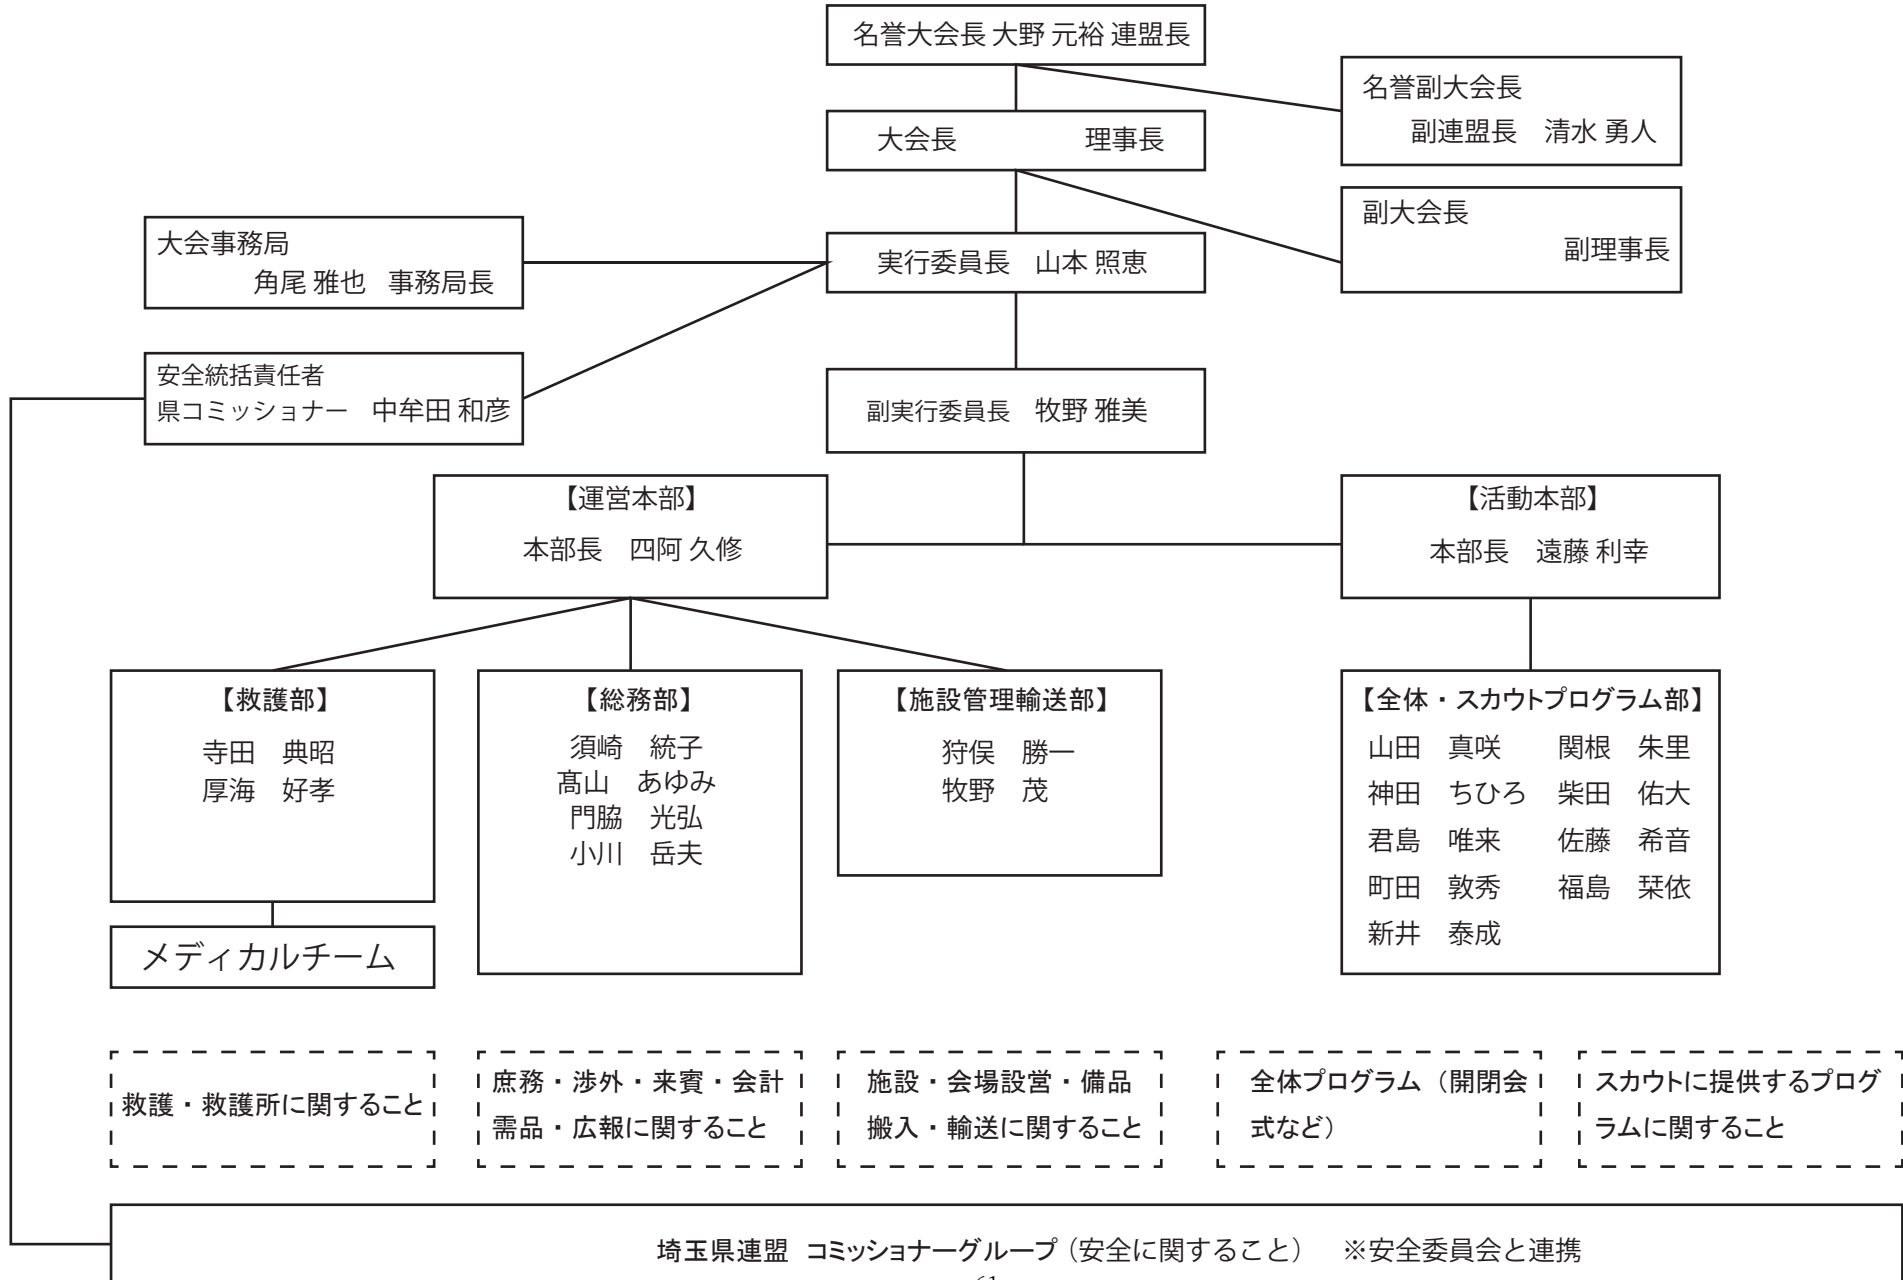 名誉大会長 大野 元裕 連盟長
名誉副大会長
副連盟長　清水 勇人
大会長　理事長
副大会長
副理事長
大会事務局
角尾 雅也　事務局長
実行委員長　山本 照恵
安全統括責任者
県コミッショナー　中牟田 和彦
副実行委員長　牧野 雅美
【運営本部】
本部長　四阿 久修
【活動本部】
本部長　遠藤 利幸
【救護部】
寺田　典昭
厚海　好孝
メディカルチーム
【総務部】
須崎　統子
髙山　あゆみ
門脇　光弘
小川　岳夫
【施設管理輸送部】
狩俣　勝一
牧野　茂
【全体・スカウトプログラム部】
山田　真咲　関根　朱里
神田　ちひろ　柴田　佑大
君島　唯来　佐藤　希音
町田　敦秀　福島　栞依
新井　泰成
救護・救護所に関すること
庶務・渉外・来賓・会計
需品・広報に関すること
施設・会場設営・備品
搬入・輸送に関すること
全体プログラム（開閉会
式など）
スカウトに提供するプログ
ラムに関すること
埼玉県連盟　コミッショナーグループ（安全に関すること）　※安全委員会と連携